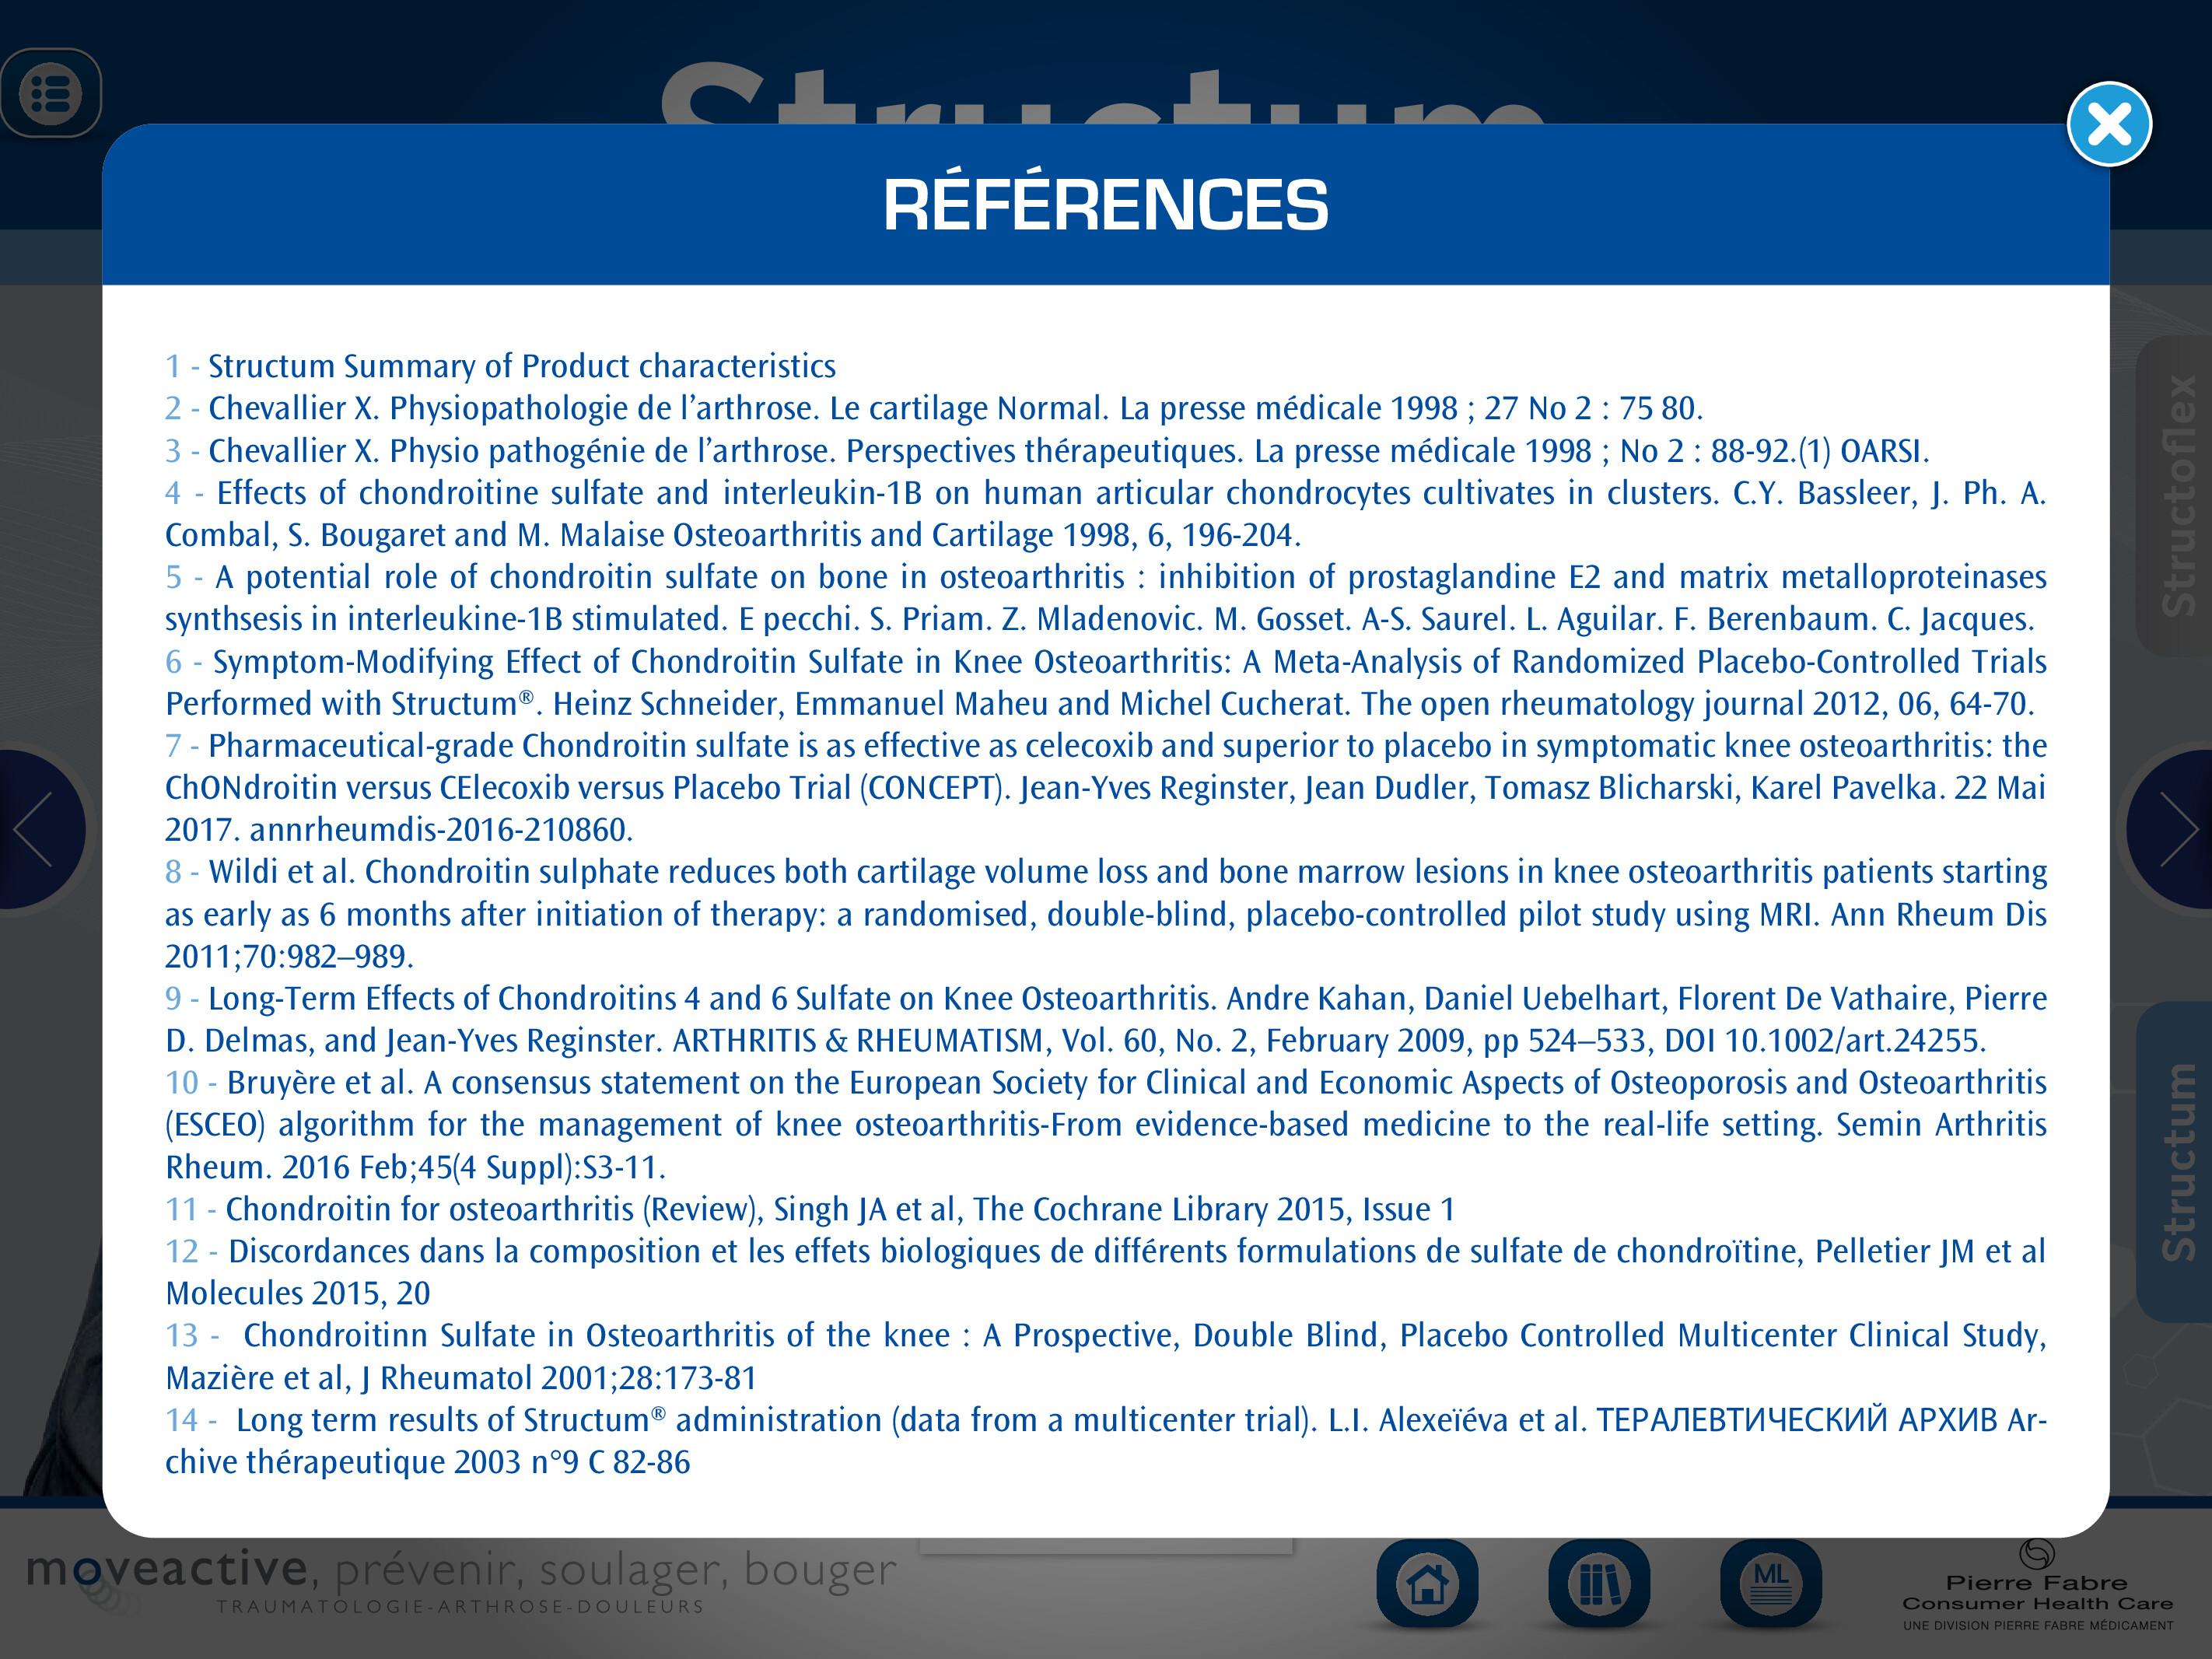 Structum
RÉFÉRENCES
1 - Structum Summary of Product characteristics
2 - Chevallier X. Physiopathologie de l’arthrose. Le cartilage Normal. La presse médicale 1998 ; 27 No 2 : 75 80.
3 - Chevallier X. Physio pathogénie de l’arthrose. Perspectives thérapeutiques. La presse médicale 1998 ; No 2 : 88-92.(1) OARSI.
4 - Effects of chondroitine sulfate and interleukin-1B on human articular chondrocytes cultivates in clusters. C.Y. Bassleer, J. Ph. A.
Combal, S. Bougaret and M. Malaise Osteoarthritis and Cartilage 1998, 6, 196-204.
5 - A potential role of chondroitin sulfate on bone in osteoarthritis : inhibition of prostaglandine E2 and matrix metalloproteinases
synthsesis in interleukine-1B stimulated. E pecchi. S. Priam. Z. Mladenovic. M. Gosset. A-S. Saurel. L. Aguilar. F. Berenbaum. C. Jacques.
6 - Symptom-Modifying Effect of Chondroitin Sulfate in Knee Osteoarthritis: A Meta-Analysis of Randomized Placebo-Controlled Trials
Performed with Structum®. Heinz Schneider, Emmanuel Maheu and Michel Cucherat. The open rheumatology journal 2012, 06, 64-70.
7 - Pharmaceutical-grade Chondroitin sulfate is as effective as celecoxib and superior to placebo in symptomatic knee osteoarthritis: the
ChONdroitin versus CElecoxib versus Placebo Trial (CONCEPT). Jean-Yves Reginster, Jean Dudler, Tomasz Blicharski, Karel Pavelka. 22 Mai
2017. annrheumdis-2016-210860.
8 - Wildi et al. Chondroitin sulphate reduces both cartilage volume loss and bone marrow lesions in knee osteoarthritis patients starting
as early as 6 months after initiation of therapy: a randomised, double-blind, placebo-controlled pilot study using MRI. Ann Rheum Dis
2011;70:982–989.
9 - Long-Term Effects of Chondroitins 4 and 6 Sulfate on Knee Osteoarthritis. Andre Kahan, Daniel Uebelhart, Florent De Vathaire, Pierre
D. Delmas, and Jean-Yves Reginster. ARTHRITIS & RHEUMATISM, Vol. 60, No. 2, February 2009, pp 524–533, DOI 10.1002/art.24255.
10 - Bruyère et al. A consensus statement on the European Society for Clinical and Economic Aspects of Osteoporosis and Osteoarthritis
(ESCEO) algorithm for the management of knee osteoarthritis-From evidence-based medicine to the real-life setting. Semin Arthritis
Rheum. 2016 Feb;45(4 Suppl):S3-11.
11 - Chondroitin for osteoarthritis (Review), Singh JA et al, The Cochrane Library 2015, Issue 1
12 - Discordances dans la composition et les effets biologiques de différents formulations de sulfate de chondroïtine, Pelletier JM et al
Molecules 2015, 20
13 - Chondroitinn Sulfate in Osteoarthritis of the knee : A Prospective, Double Blind, Placebo Controlled Multicenter Clinical Study,
Mazière et al, J Rheumatol 2001;28:173-81
14 - Long term results of Structum® administration (data from a multicenter trial). L.I. Alexeïéva et al. ТЕРАЛЕВТИЧЕСКИЙ АРХИВ Ar-
chive thérapeutique 2003 n°9 C 82-86
Structoflex
Structum
moveactive, prévenir, soulager, bouger
TRAUMATOLOGIE-ARTHROSE-DOULEURS
ML
Pierre Fabre
Consumer Health Care
UNE DIVISION PIERRE FABRE MÉDICAMENT